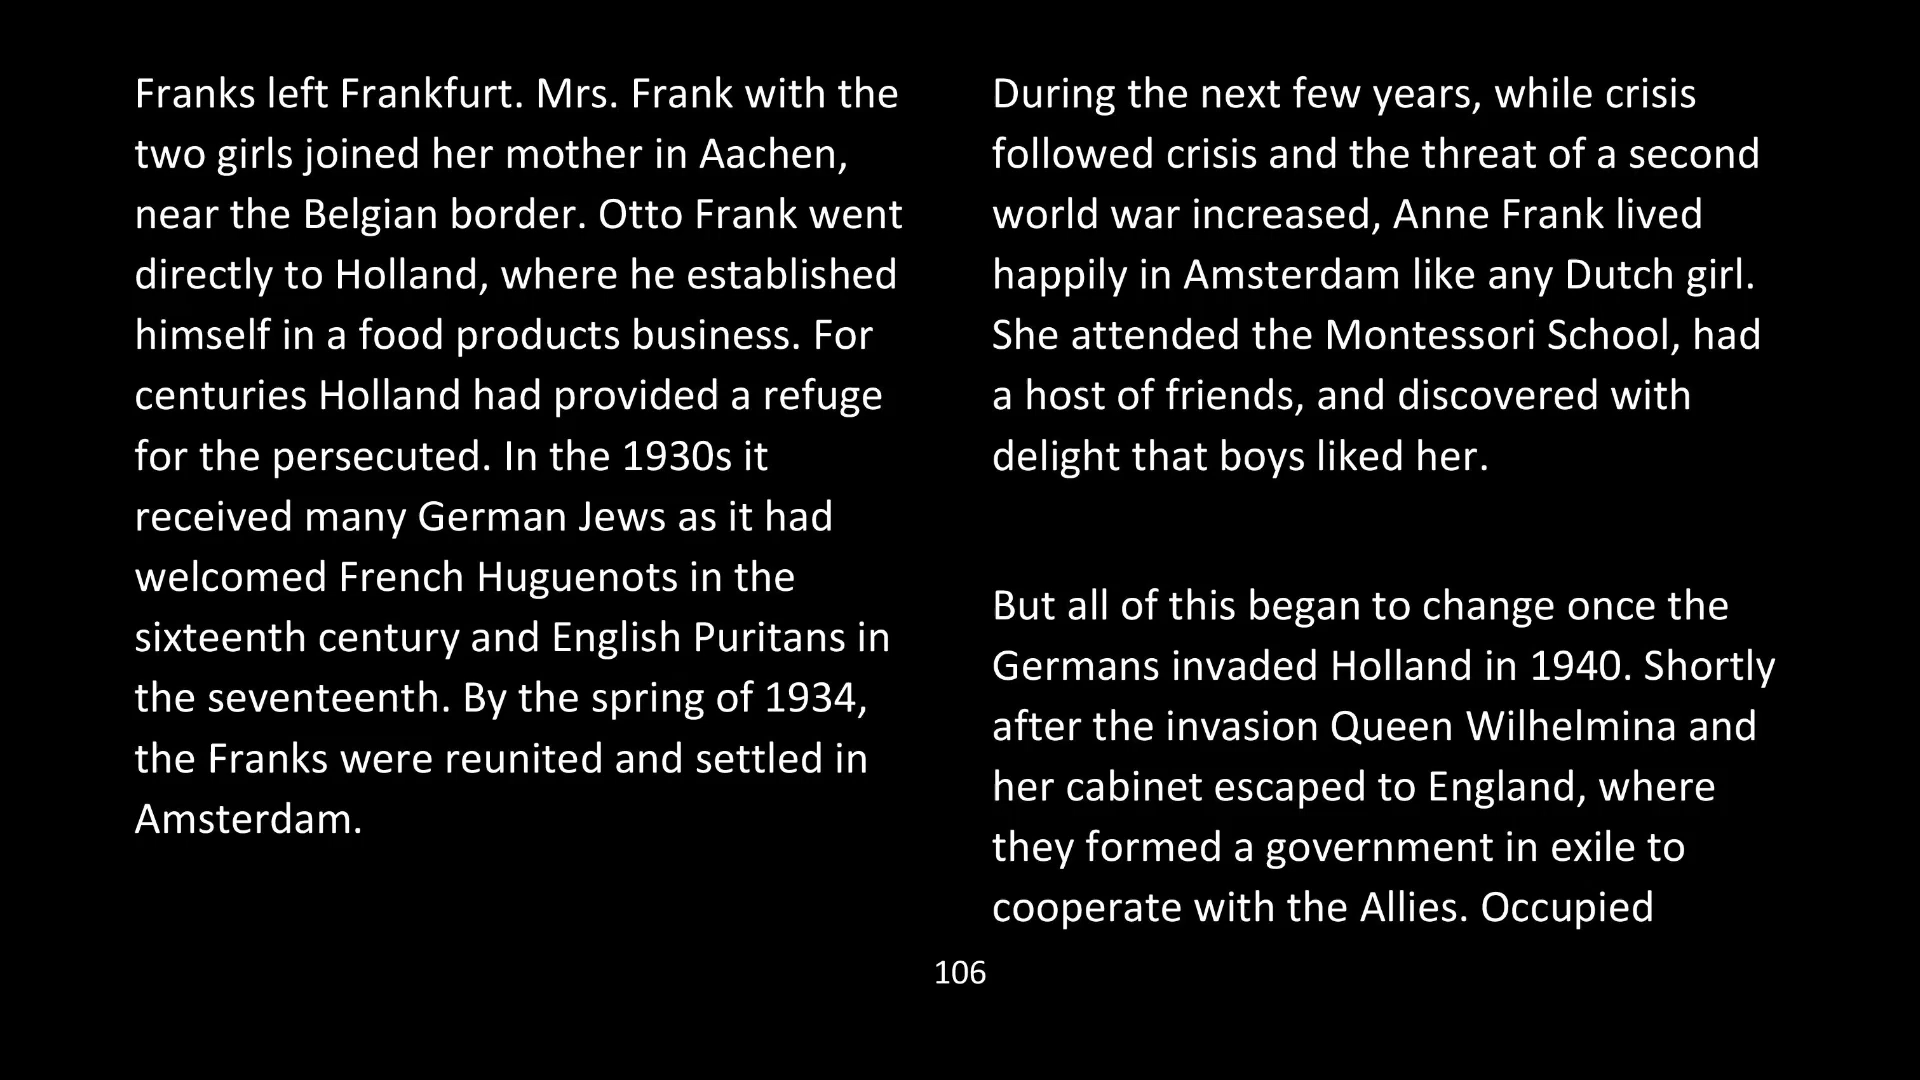 Franks left Frankfurt. Mrs. Frank with the
two girls joined her mother in Aachen,
near the Belgian border. Otto Frank went
directly to Holland, where he established
himself in a food products business. For
centuries Holland had provided a refuge
for the persecuted. In the 1930s it
received many German Jews as it had
welcomed French Huguenots in the
sixteenth century and English Puritans in
the seventeenth. By the spring of 1934,
the Franks were reunited and settled in
Amsterdam.
During the next few years, while crisis
followed crisis and the threat of a second
world war increased, Anne Frank lived
happily in Amsterdam like any Dutch girl.
She attended the Montessori School, had
a host of friends, and discovered with
delight that boys liked her.
But all of this began to change once the
Germans invaded Holland in 1940. Shortly
after the invasion Queen Wilhelmina and
her cabinet escaped to England, where
they formed a government in exile to
cooperate with the Allies. Occupied
106